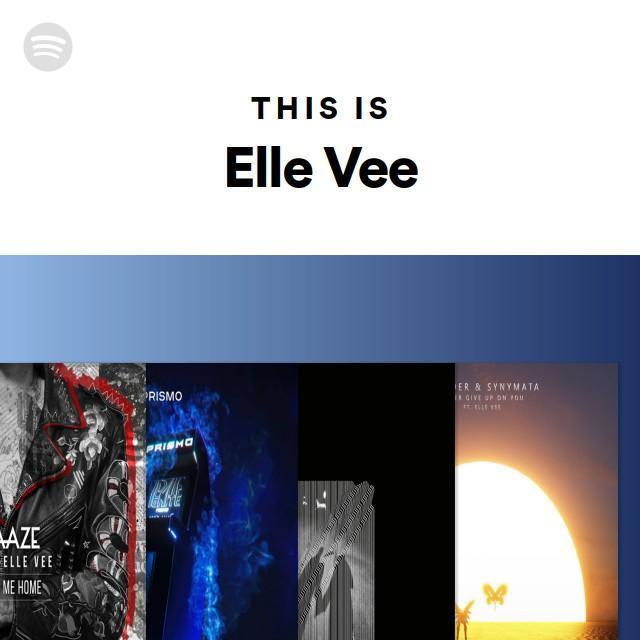 THIS IS
Elle Vee
PRISMO
PRISMO
DER & SYNYMATA
ER GIVE UP ON YOU
FT. ELLE VEE
AAZE
ELLE VEE
ME HOME